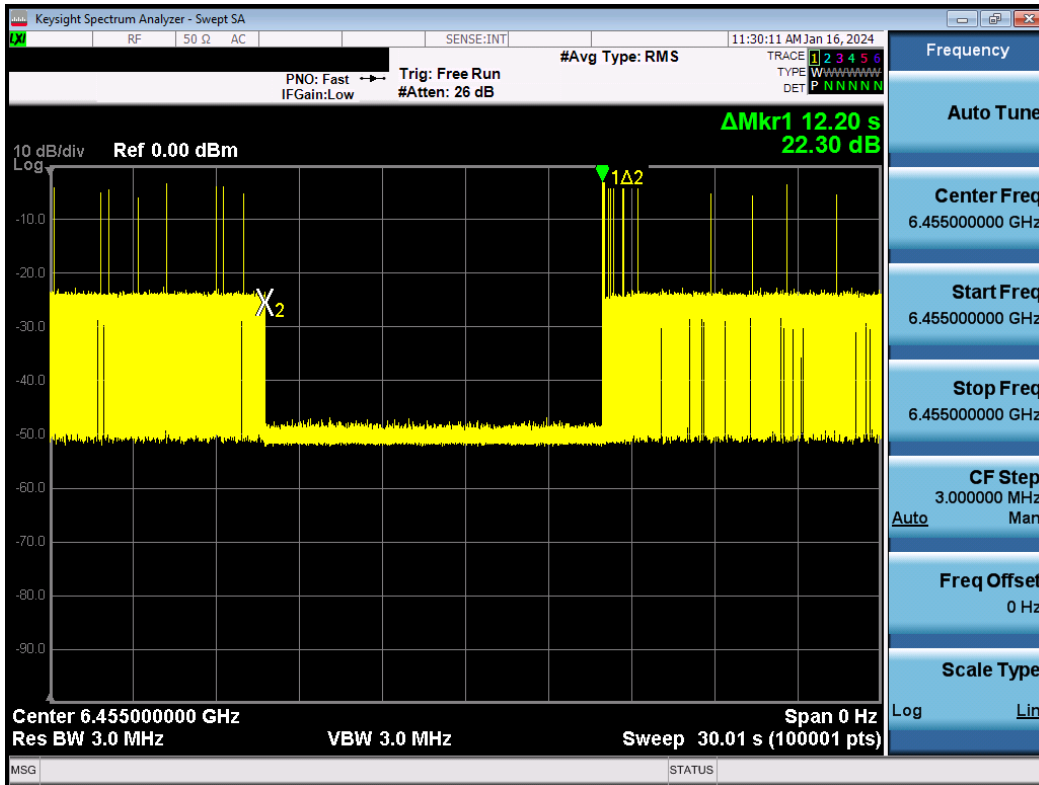 Keysight Spectrum Analyzer - Swept SA
LXI RF 50 Ω AC SENSE:INT 11:30:11 AM Jan 16, 2024
#Avg Type: RMS TRACE 1 2 3 4 5 6
PNO: Fast Trig: Free Run TYPE WWWWWWW
IFGain:Low #Atten: 26 dB DET P N N N N N
ΔMkr1 12.20 s
22.30 dB
10 dB/div Ref 0.00 dBm
Log
1Δ2
-10.0
-20.0
X2
-30.0
-40.0
-50.0
-60.0
-70.0
-80.0
-90.0
Center 6.455000000 GHz Span 0 Hz
Res BW 3.0 MHz VBW 3.0 MHz Sweep 30.01 s (100001 pts)
MSG STATUS
Frequency
Auto Tune
Center Freq
6.455000000 GHz
Start Freq
6.455000000 GHz
Stop Freq
6.455000000 GHz
CF Step
3.000000 MHz
Auto Man
Freq Offset
0 Hz
Scale Type
Log Lin